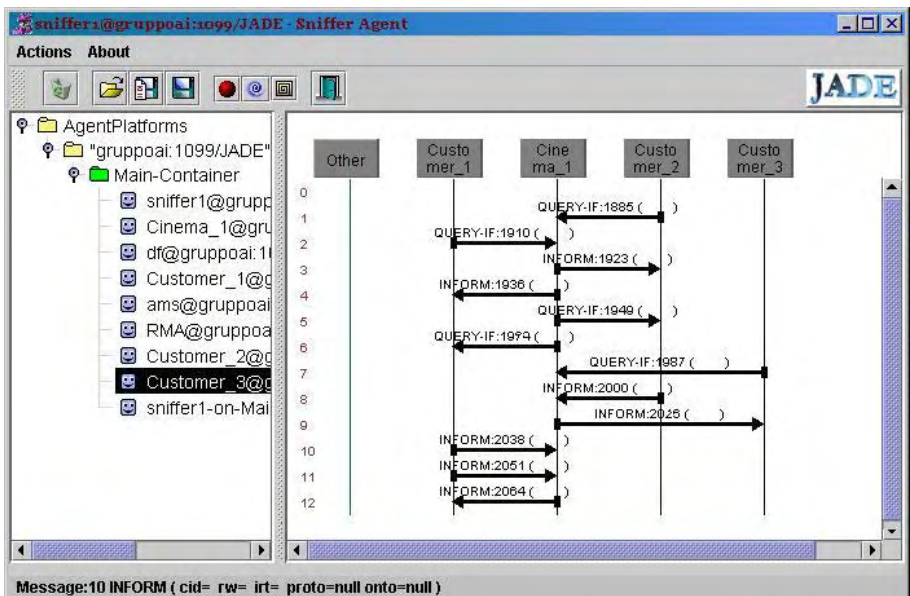 sniffer1@gruppoai:1099/JADE - Sniffer Agent
Actions About
JADE
AgentPlatforms
"gruppoai:1099/JADE"
Main-Container
sniffer1@grupp
Cinema_1@gru
df@gruppoai:1
Customer_1@g
ams@gruppoai
RMA@gruppoa
Customer_2@g
Customer_3@g
sniffer1-on-Mai
Other
Custo
mer_1
Cine
ma_1
Custo
mer_2
Custo
mer_3
0
QUERY-IF:1885 ( )
1
QUERY-IF:1910 ( )
2
INFORM:1923 ( )
3
INFORM:1936 ( )
4
QUERY-IF:1949 ( )
5
QUERY-IF:1974 ( )
6
QUERY-IF:1987 ( )
7
INFORM:2000 ( )
8
INFORM:2025 ( )
9
INFORM:2038 ( )
10
INFORM:2051 ( )
11
INFORM:2064 ( )
12
Message:10 INFORM ( cid= rw= irt= proto=null onto=null )